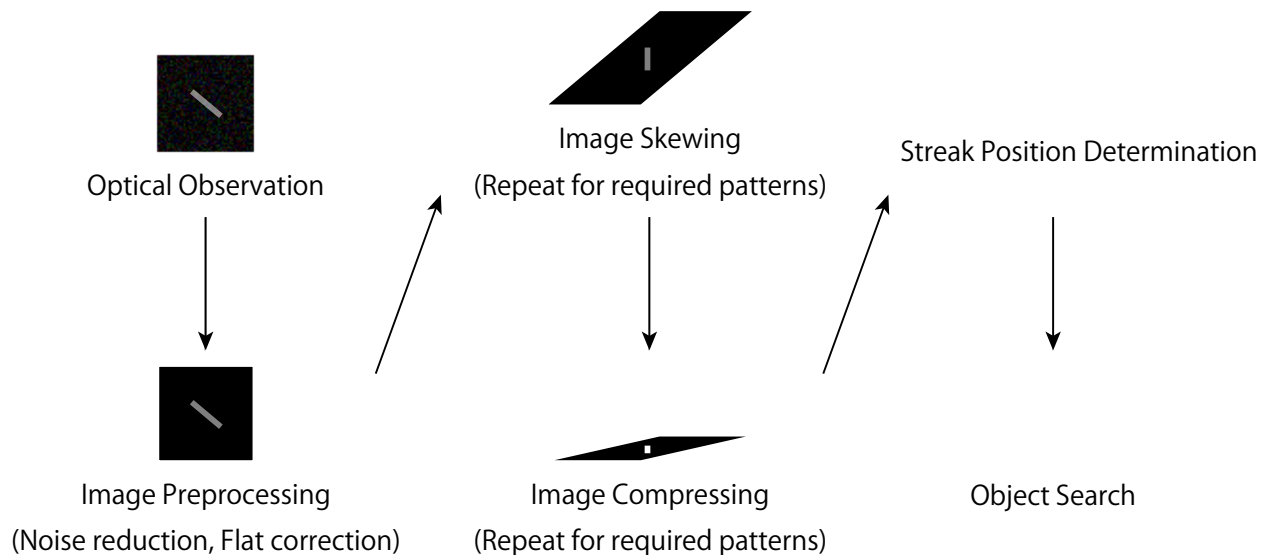 Optical Observation
Image Preprocessing
(Noise reduction, Flat correction)
Image Skewing
(Repeat for required patterns)
Image Compressing
(Repeat for required patterns)
Streak Position Determination
Object Search